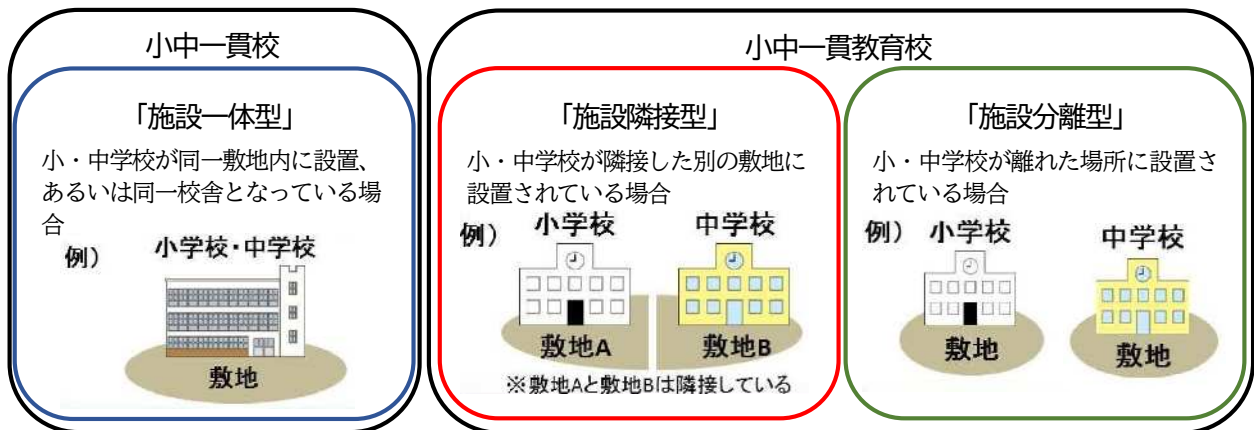 小中一貫校
「施設一体型」
小・中学校が同一敷地内に設置、
あるいは同一校舎となっている場
合
例）
小学校・中学校
敷地
小中一貫教育校
「施設隣接型」
小・中学校が隣接した別の敷地に
設置されている場合
例）
小学校
中学校
敷地A
敷地B
※敷地Aと敷地Bは隣接している
「施設分離型」
小・中学校が離れた場所に設置さ
れている場合
例）
小学校
中学校
敷地
敷地